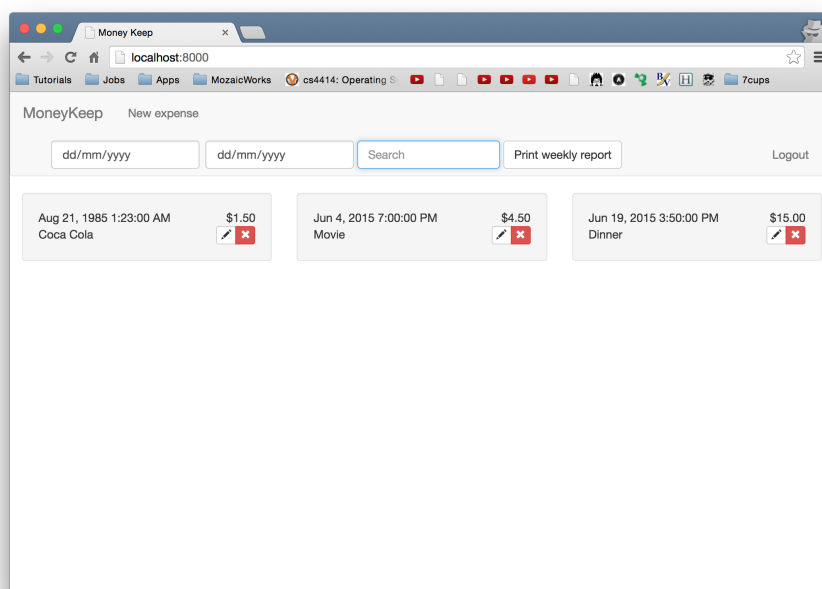 Money Keep
localhost:8000
Tutorials Jobs Apps MozaicWorks cs4414: Operating S 7cups
MoneyKeep New expense
dd/mm/yyyy dd/mm/yyyy Search Print weekly report Logout
Aug 21, 1985 1:23:00 AM $1.50
Coca Cola
Jun 4, 2015 7:00:00 PM $4.50
Movie
Jun 19, 2015 3:50:00 PM $15.00
Dinner